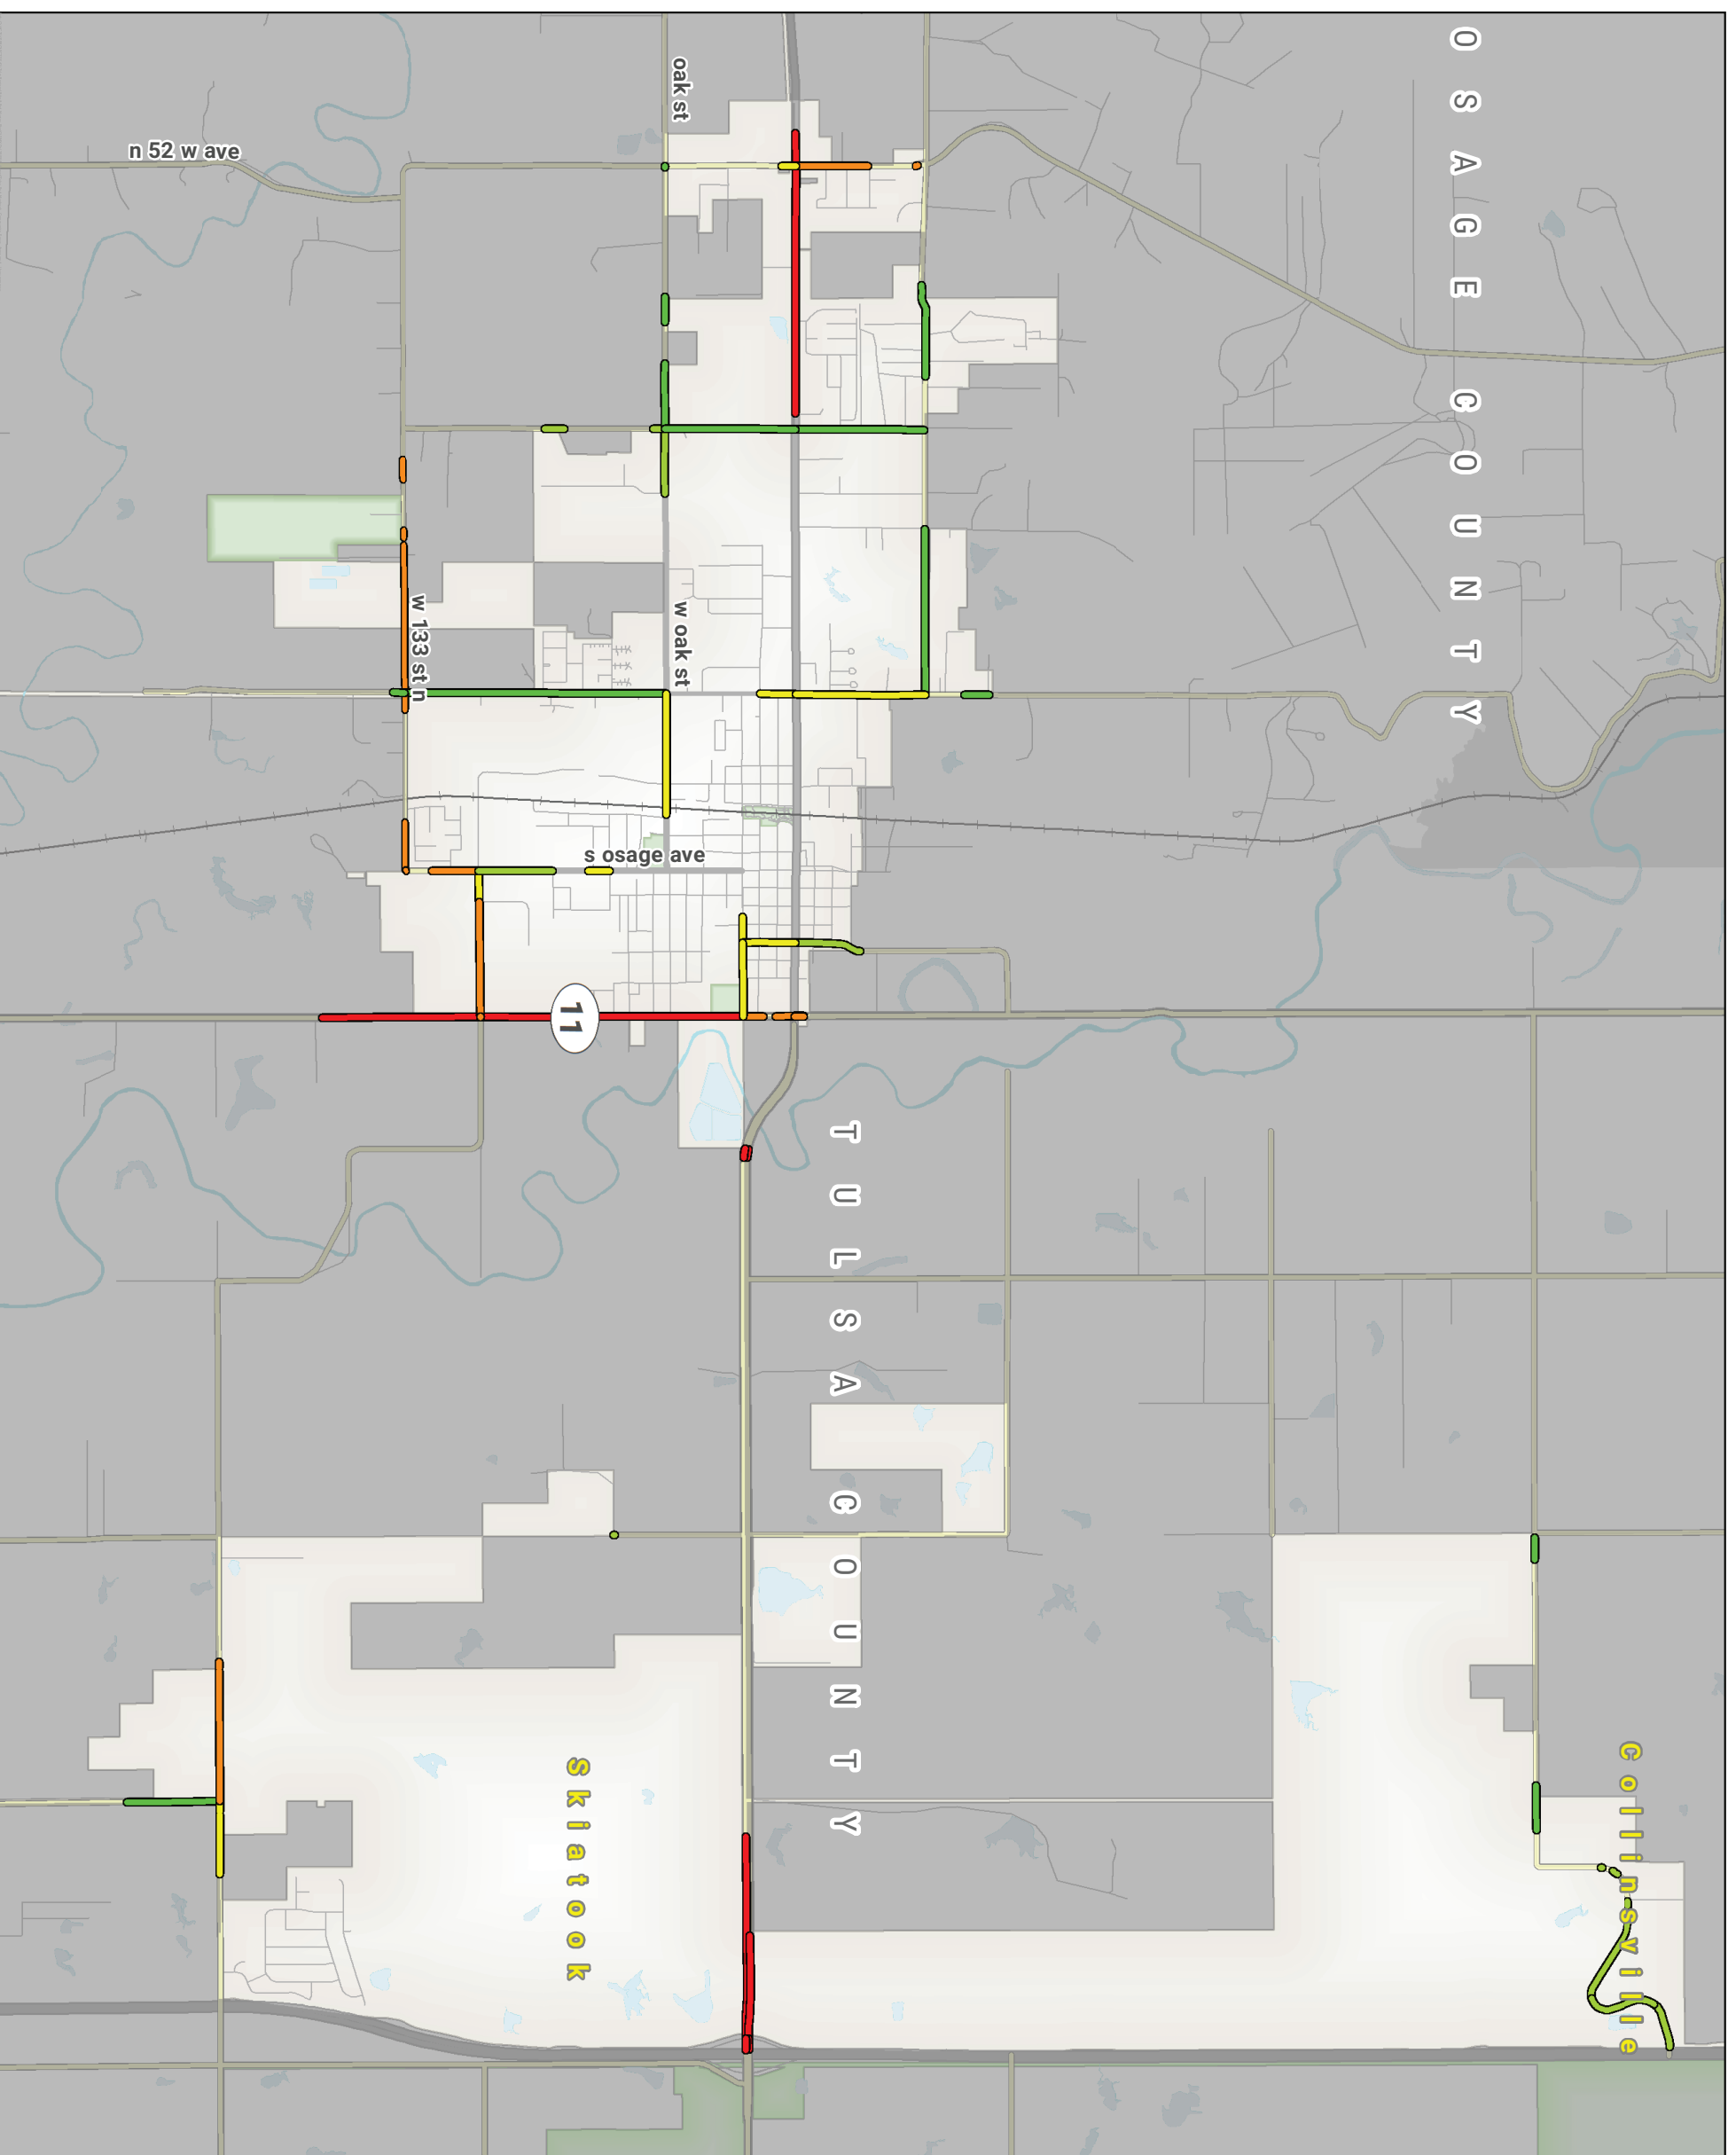 OSAGE COUNTY
oak st
n 52 w ave
w 133 st n
w oak st
s osage ave
11
TULSA COUNTY
Skiatook
Collinsville